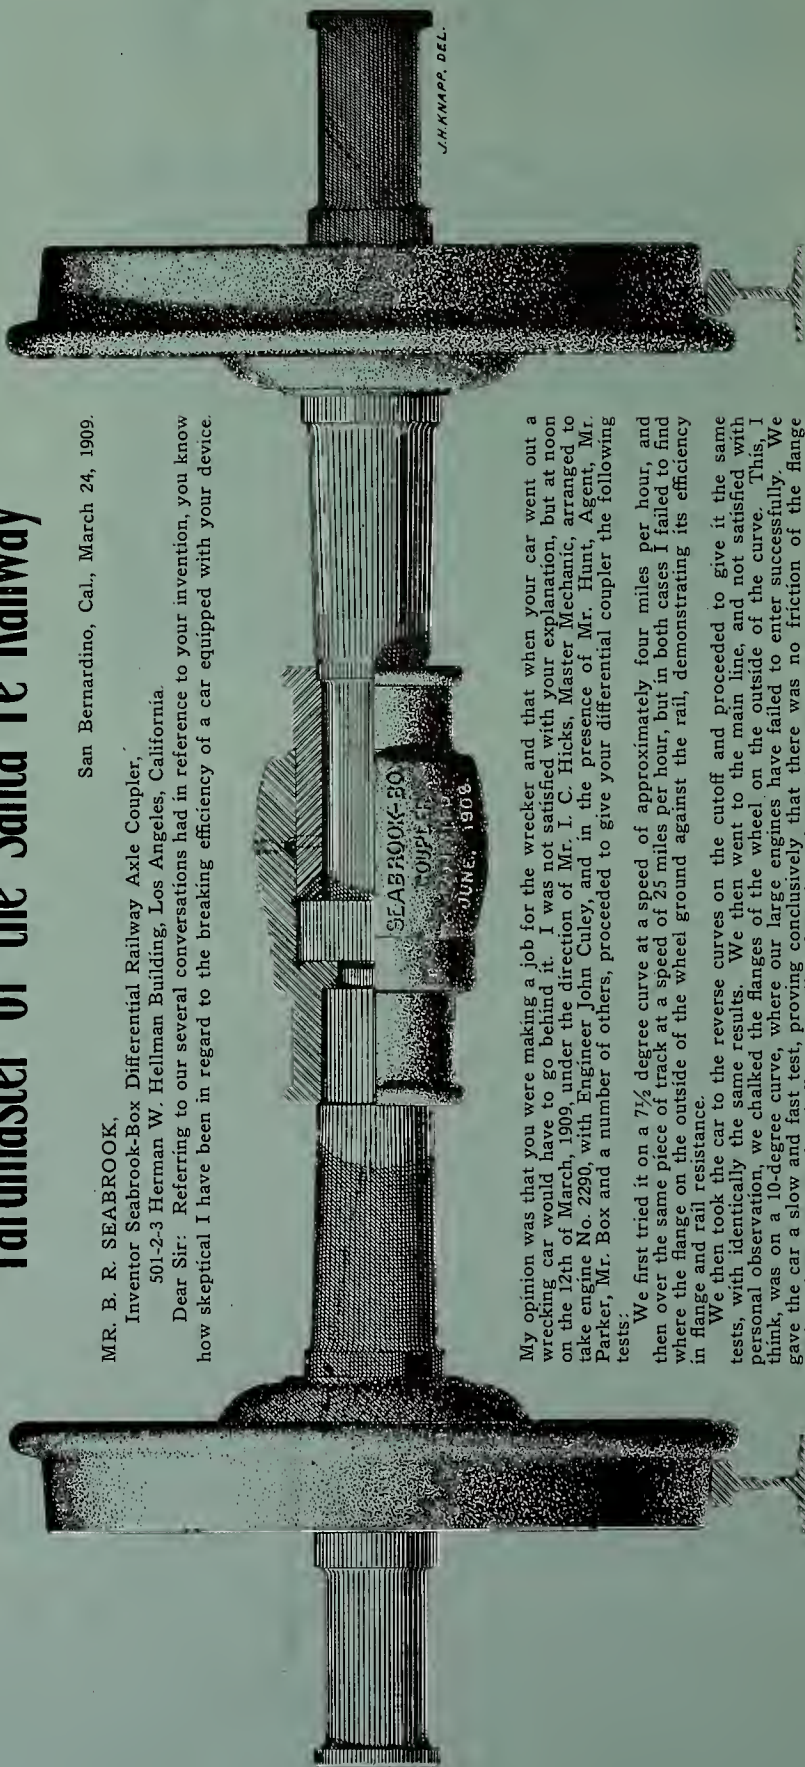 Yardmaster of the Santa Fe Railway
San Bernardino, Cal., March 24, 1909.
MR. B. R. SEABROOK,
Inventor Seabrook-Box Differential Railway Axle Coupler,
501-2-3 Herman W. Hellman Building, Los Angeles, California.
Dear Sir: Referring to our several conversations had in reference to your invention, you know
how skeptical I have been in regard to the breaking efficiency of a car equipped with your device.
J.H.KNAPP, DEL.
SEABROOK-BOX
COUPLER
JUNE, 1908
My opinion was that you were making a job for the wrecker and that when your car went out a
wrecking car would have to go behind it. I was not satisfied with your explanation, but at noon
on the 12th of March, 1909, under the direction of Mr. I. C. Hicks, Master Mechanic, arranged to
take engine No. 2290, with Engineer John Culey, and in the presence of Mr. Hunt, Agent, Mr.
Parker, Mr. Box and a number of others, proceeded to give your differential coupler the following
tests:
We first tried it on a 7½ degree curve at a speed of approximately four miles per hour, and
then over the same piece of track at a speed of 25 miles per hour, but in both cases I failed to find
where the flange on the outside of the wheel ground against the rail, demonstrating its efficiency
in flange and rail resistance.
We then took the car to the reverse curves on the cutoff and proceeded to give it the same
tests, with identically the same results. We then went to the main line, and not satisfied with
personal observation, we chalked the flanges of the wheel on the outside of the curve. This, I
think, was on a 10-degree curve, where our large engines have failed to enter successfully. We
gave the car a slow and fast test, proving conclusively that there was no friction of the flange